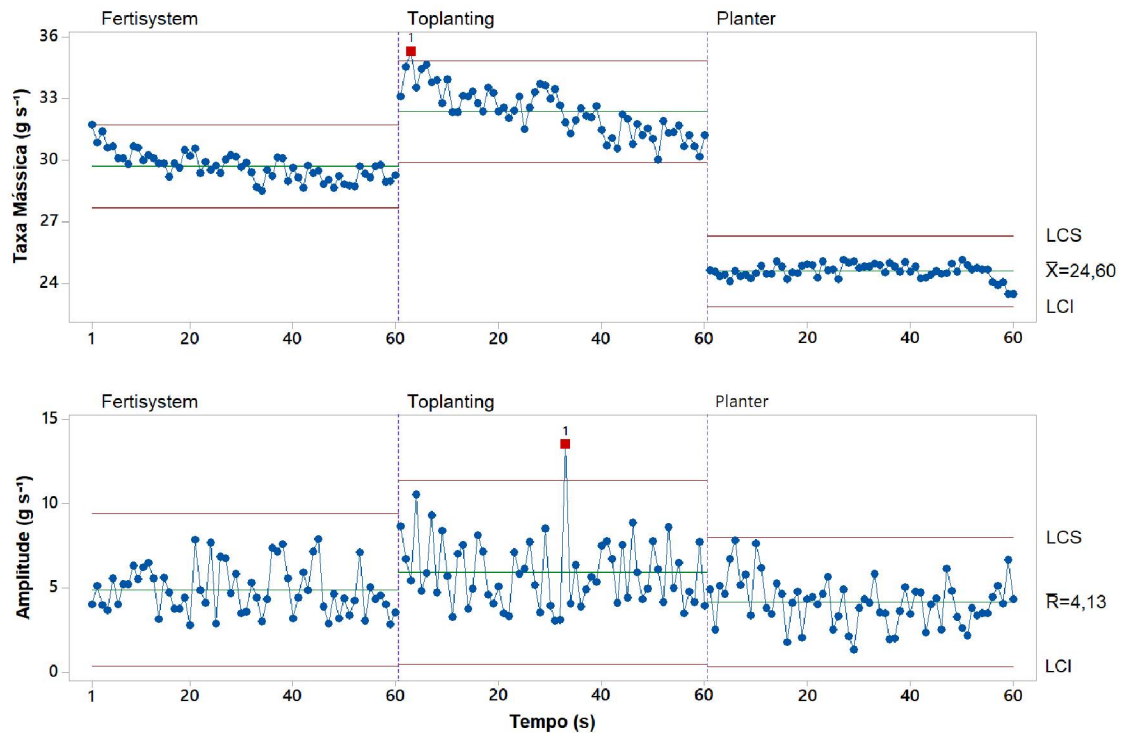 Fertisystem Toplanting Planter
36
33
30
27
24
Taxa Mássica (g s⁻¹)
1
LCS
X̿=24,60
LCI
1 20 40 60 20 40 60 20 40 60
Fertisystem Toplanting Planter
15
10
5
0
Amplitude (g s⁻¹)
1
LCS
R̅=4,13
LCI
1 20 40 60 20 40 60 20 40 60
Tempo (s)